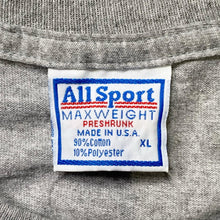 All Sport
MAXWEIGHT
PRESHRUNK
MADE IN U.S.A.
90% Cotton XL
10% Polyester